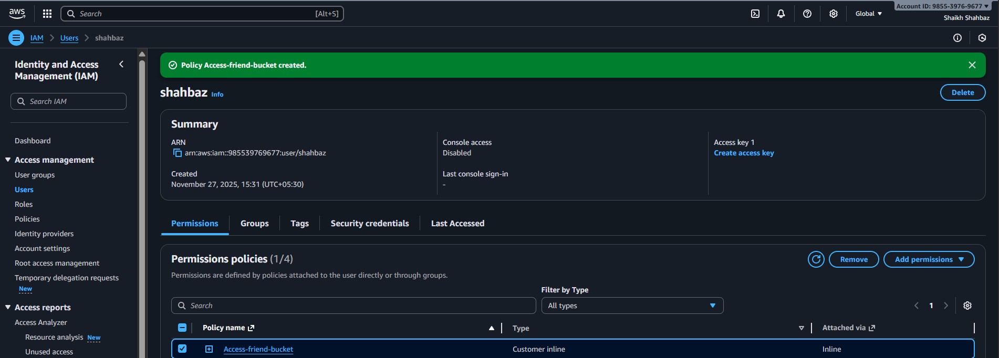 aws
Search [Alt+S]
Global
Account ID: 9855-3976-9677
Shaikh Shahbaz
IAM
Users
shahbaz
Identity and Access
Management (IAM)
Search IAM
Dashboard
Access management
User groups
Users
Roles
Policies
Identity providers
Account settings
Root access management
Temporary delegation requests
New
Access reports
Access Analyzer
Resource analysis New
Unused access
Policy Access-friend-bucket created.
shahbaz Info
Delete
Summary
ARN
arn:aws:iam::985539769677:user/shahbaz
Created
November 27, 2025, 15:31 (UTC+05:30)
Console access
Disabled
Last console sign-in
-
Access key 1
Create access key
Permissions Groups Tags Security credentials Last Accessed
Permissions policies (1/4)
Remove
Add permissions
Permissions are defined by policies attached to the user directly or through groups.
Filter by Type
Search
All types
1
Policy name Type Attached via
Access-friend-bucket Customer inline Inline